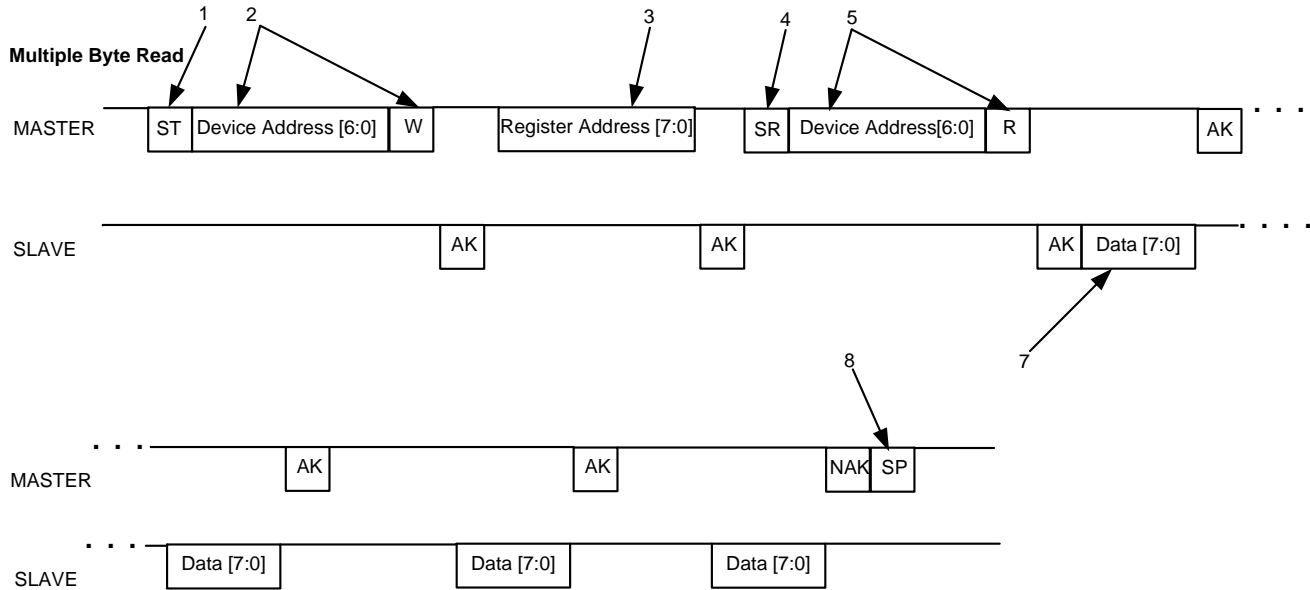 1 2 3 4 5
Multiple Byte Read
MASTER ST Device Address [6:0] W Register Address [7:0] SR Device Address[6:0] R AK . . .
SLAVE AK AK AK Data [7:0] . . . .
7
8
. . . MASTER AK AK NAK SP
. . . SLAVE Data [7:0] Data [7:0] Data [7:0]